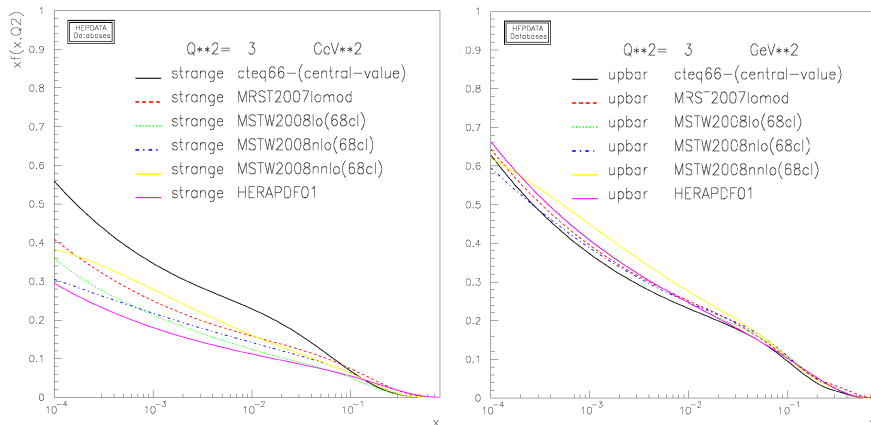 xf(x,Q2)
1
0.9
0.8
0.7
0.6
0.5
0.4
0.3
0.2
0.1
0
HEPDATA
Databases
Q**2= 3 GeV**2
strange cteq66-(central-value)
strange MRST2007lomod
strange MSTW2008lo(68cl)
strange MSTW2008nlo(68cl)
strange MSTW2008nnlo(68cl)
strange HERAPDF01
10-4
10-3
10-2
10-1
x
1
0.9
0.8
0.7
0.6
0.5
0.4
0.3
0.2
0.1
0
HEPDATA
Databases
Q**2= 3 GeV**2
upbar cteq66-(central-value)
upbar MRST2007lomod
upbar MSTW2008lo(68cl)
upbar MSTW2008nlo(68cl)
upbar MSTW2008nnlo(68cl)
upbar HERAPDF01
10-4
10-3
10-2
10-1
x